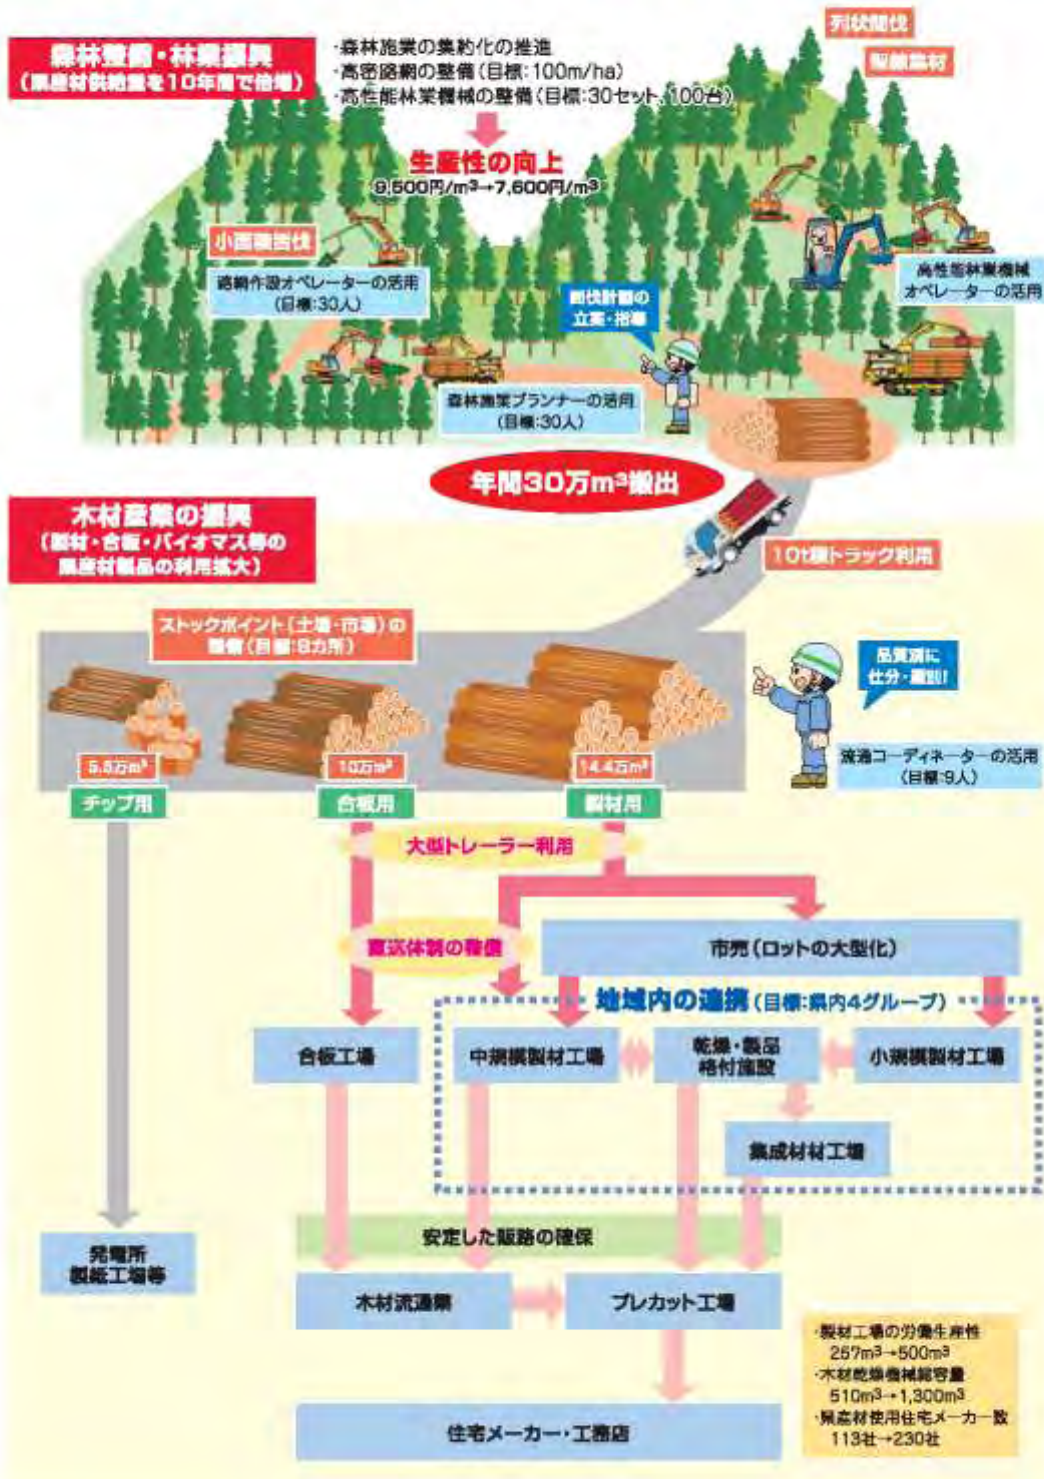 森林整備・林業振興
(県産材供給量を10年間で倍増)
・森林施業の集約化の推進
・高密路網の整備(目標:100m/ha)
・高性能林業機械の整備(目標:30セット、100台)
生産性の向上
9,500円/m³→7,600円/m³
列状間伐
架線集材
小面積皆伐
路網作設オペレーターの活用
(目標:30人)
高性能林業機械
オペレーターの活用
間伐計画の
立案・指導
森林施業プランナーの活用
(目標:30人)
年間30万m³搬出
木材産業の振興
(製材・合板・バイオマス等の
県産材製品の利用拡大)
10t積トラック利用
ストックポイント(土場・市場)の
整備(目標:8カ所)
品質別に
仕分・選別!
流通コーディネーターの活用
(目標:9人)
5.6万m³
10万m³
14.4万m³
チップ用
合板用
製材用
大型トレーラー利用
直送体制の整備
市売(ロットの大型化)
地域内の連携(目標:県内4グループ)
合板工場
中規模製材工場
乾燥・製品
格付施設
小規模製材工場
集成材材工場
安定した販路の確保
発電所
製紙工場等
木材流通業
プレカット工場
住宅メーカー・工務店
・製材工場の労働生産性
257m³→500m³
・木材乾燥機械総容量
510m³→1,300m³
・県産材使用住宅メーカー数
113社→230社